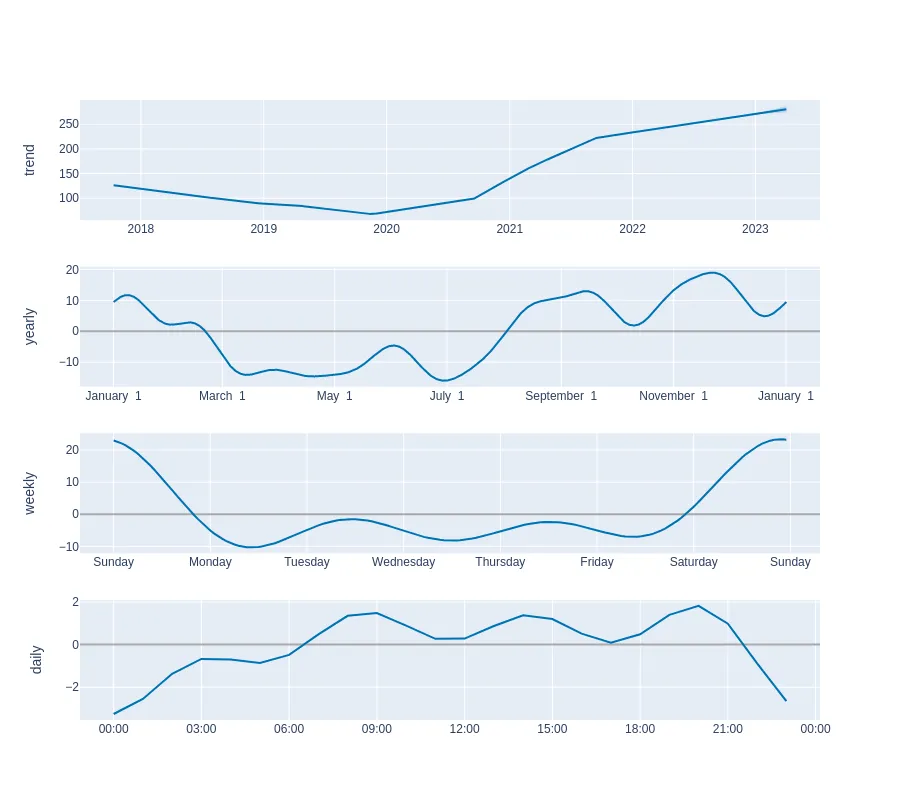 trend
250
200
150
100
2018 2019 2020 2021 2022 2023
yearly
20
10
0
−10
January 1 March 1 May 1 July 1 September 1 November 1 January 1
weekly
20
10
0
−10
Sunday Monday Tuesday Wednesday Thursday Friday Saturday Sunday
daily
2
0
−2
00:00 03:00 06:00 09:00 12:00 15:00 18:00 21:00 00:00